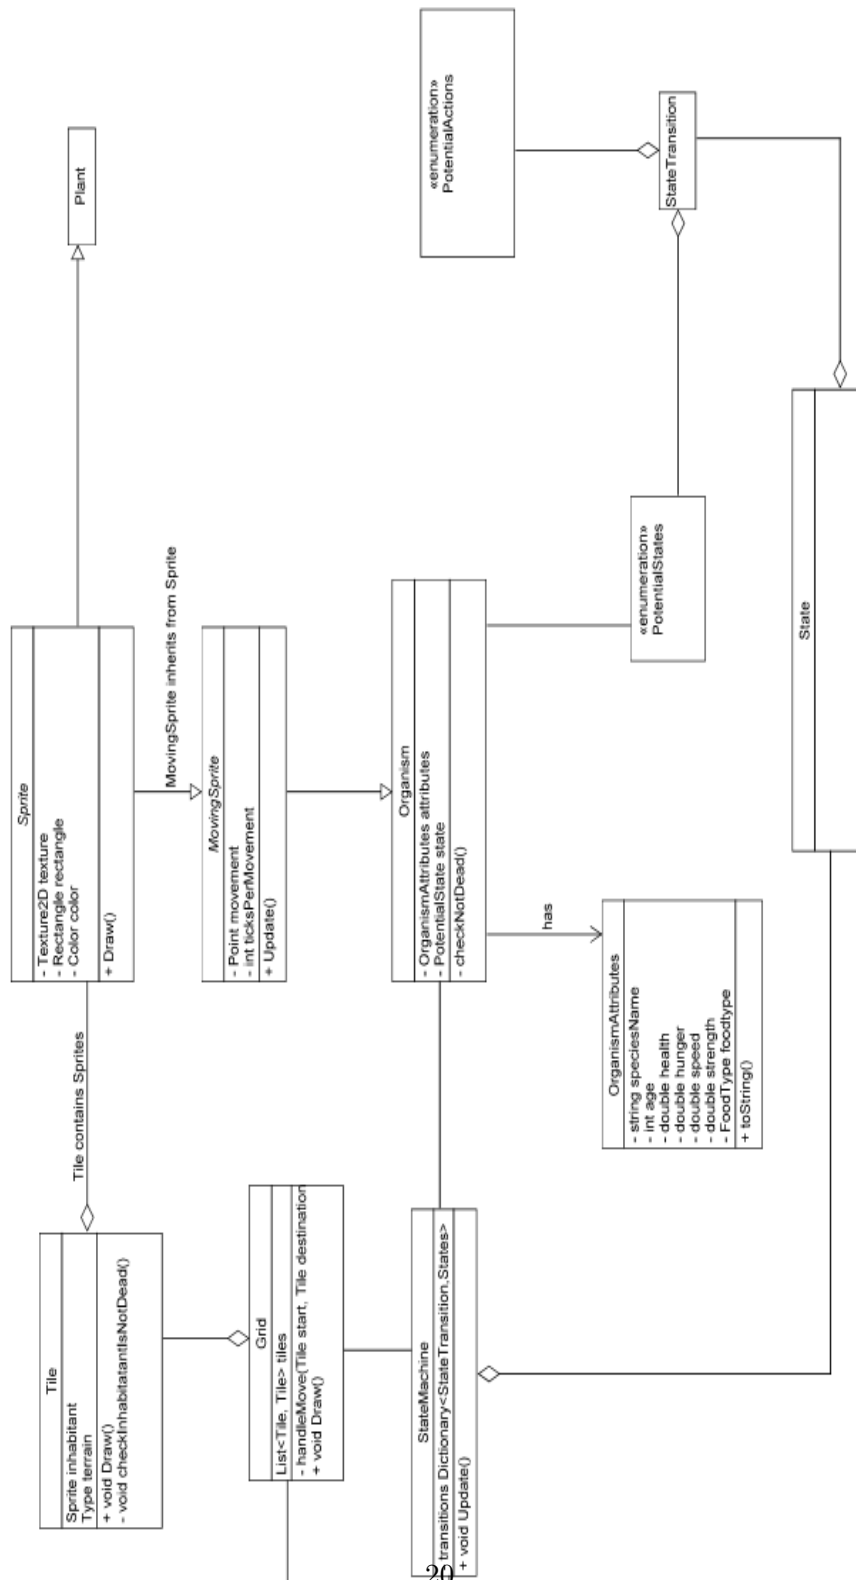 Tile
Sprite inhabitant
Type terrain
+ void Draw()
- void checkInhabitatantIsNotDead()
Tile contains Sprites
Sprite
- Texture2D texture
- Rectangle rectangle
- Color color
+ Draw()
Plant
MovingSprite inherits from Sprite
MovingSprite
- Point movement
- int ticksPerMovement
+ Update()
Grid
List<Tile, Tile> tiles
- handleMove(Tile start, Tile destination
+ void Draw()
Organism
- OrganismAttributes attributes
- PotentialState state
- checkNotDead()
«enumeration»
PotentialActions
StateMachine
transitions Dictionary<StateTransition,States>
+ void Update()
has
OrganismAttributes
- string speciesName
- int age
- double health
- double hunger
- double speed
- double strength
- FoodType foodtype
+ toString()
«enumeration»
PotentialStates
StateTransition
State
20